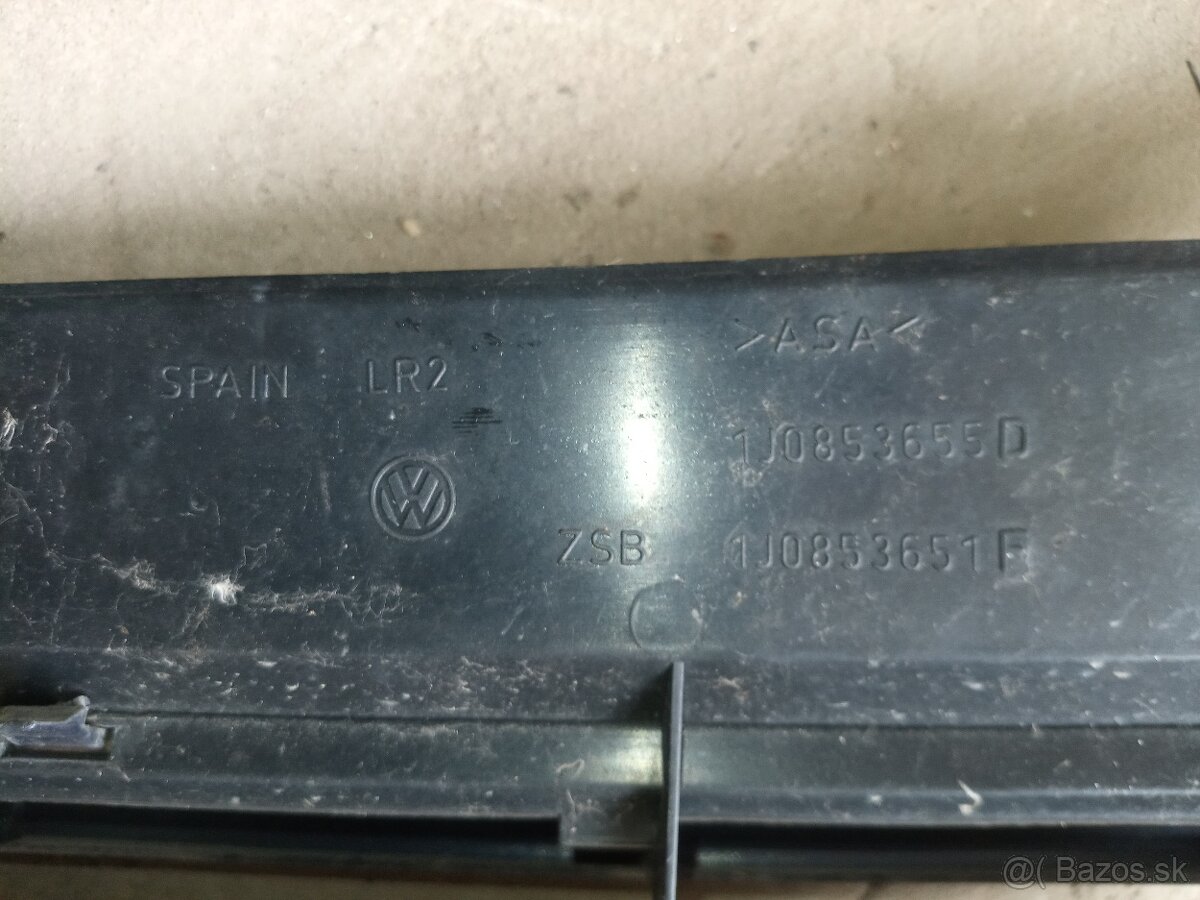 >ASA<
SPAIN LR2
1J0853655D
ZSB 1J0853651F
@( Bazos.sk